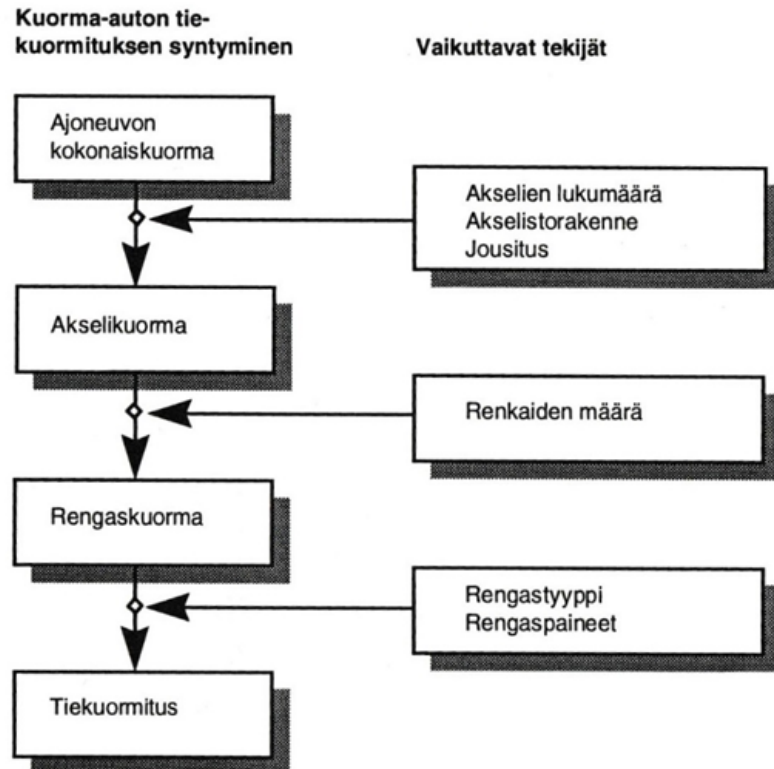 Kuorma-auton tie-
kuormituksen syntyminen
Vaikuttavat tekijät
Ajoneuvon
kokonaiskuorma
Akselien lukumäärä
Akselistorakenne
Jousitus
Akselikuorma
Renkaiden määrä
Rengaskuorma
Rengastyyppi
Rengaspaineet
Tiekuormitus